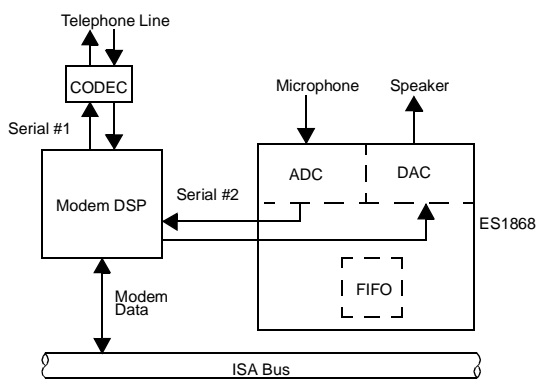 Telephone Line
CODEC
Microphone
Speaker
Serial #1
ADC
DAC
Modem DSP
Serial #2
ES1868
FIFO
Modem
Data
ISA Bus